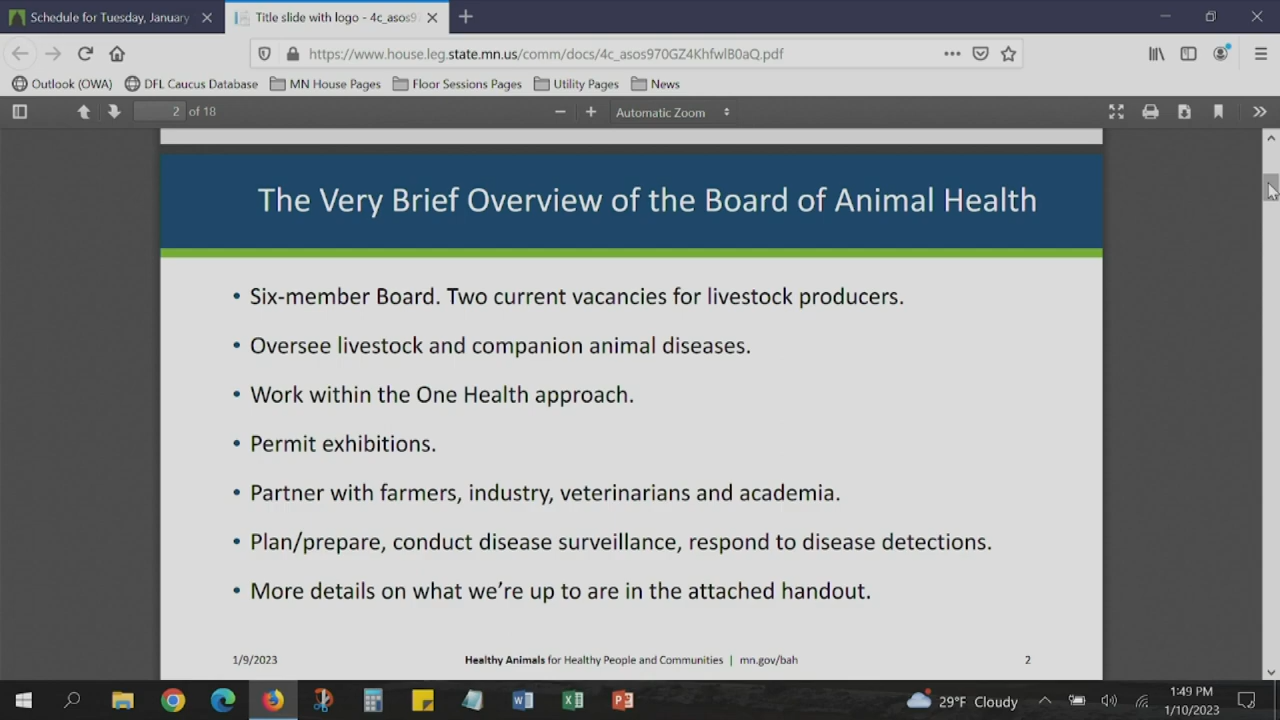 Schedule for Tuesday, January
Title slide with logo - 4c_asos97
https://www.house.leg.state.mn.us/comm/docs/4c_asos970GZ4KhfwlB0aQ.pdf
Outlook (OWA) DFL Caucus Database MN House Pages Floor Sessions Pages Utility Pages News
2 of 18 Automatic Zoom
The Very Brief Overview of the Board of Animal Health
• Six-member Board. Two current vacancies for livestock producers.
• Oversee livestock and companion animal diseases.
• Work within the One Health approach.
• Permit exhibitions.
• Partner with farmers, industry, veterinarians and academia.
• Plan/prepare, conduct disease surveillance, respond to disease detections.
• More details on what we’re up to are in the attached handout.
1/9/2023 Healthy Animals for Healthy People and Communities | mn.gov/bah 2
29°F Cloudy
1:49 PM
1/10/2023